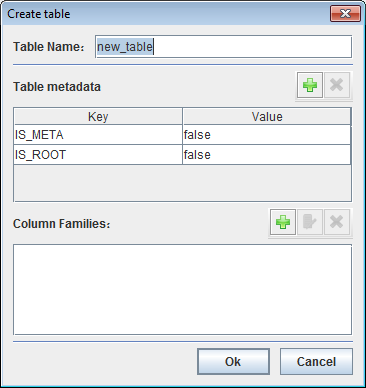 Create table
Table Name: new_table
Table metadata
Key Value
IS_META false
IS_ROOT false
Column Families:
Ok Cancel